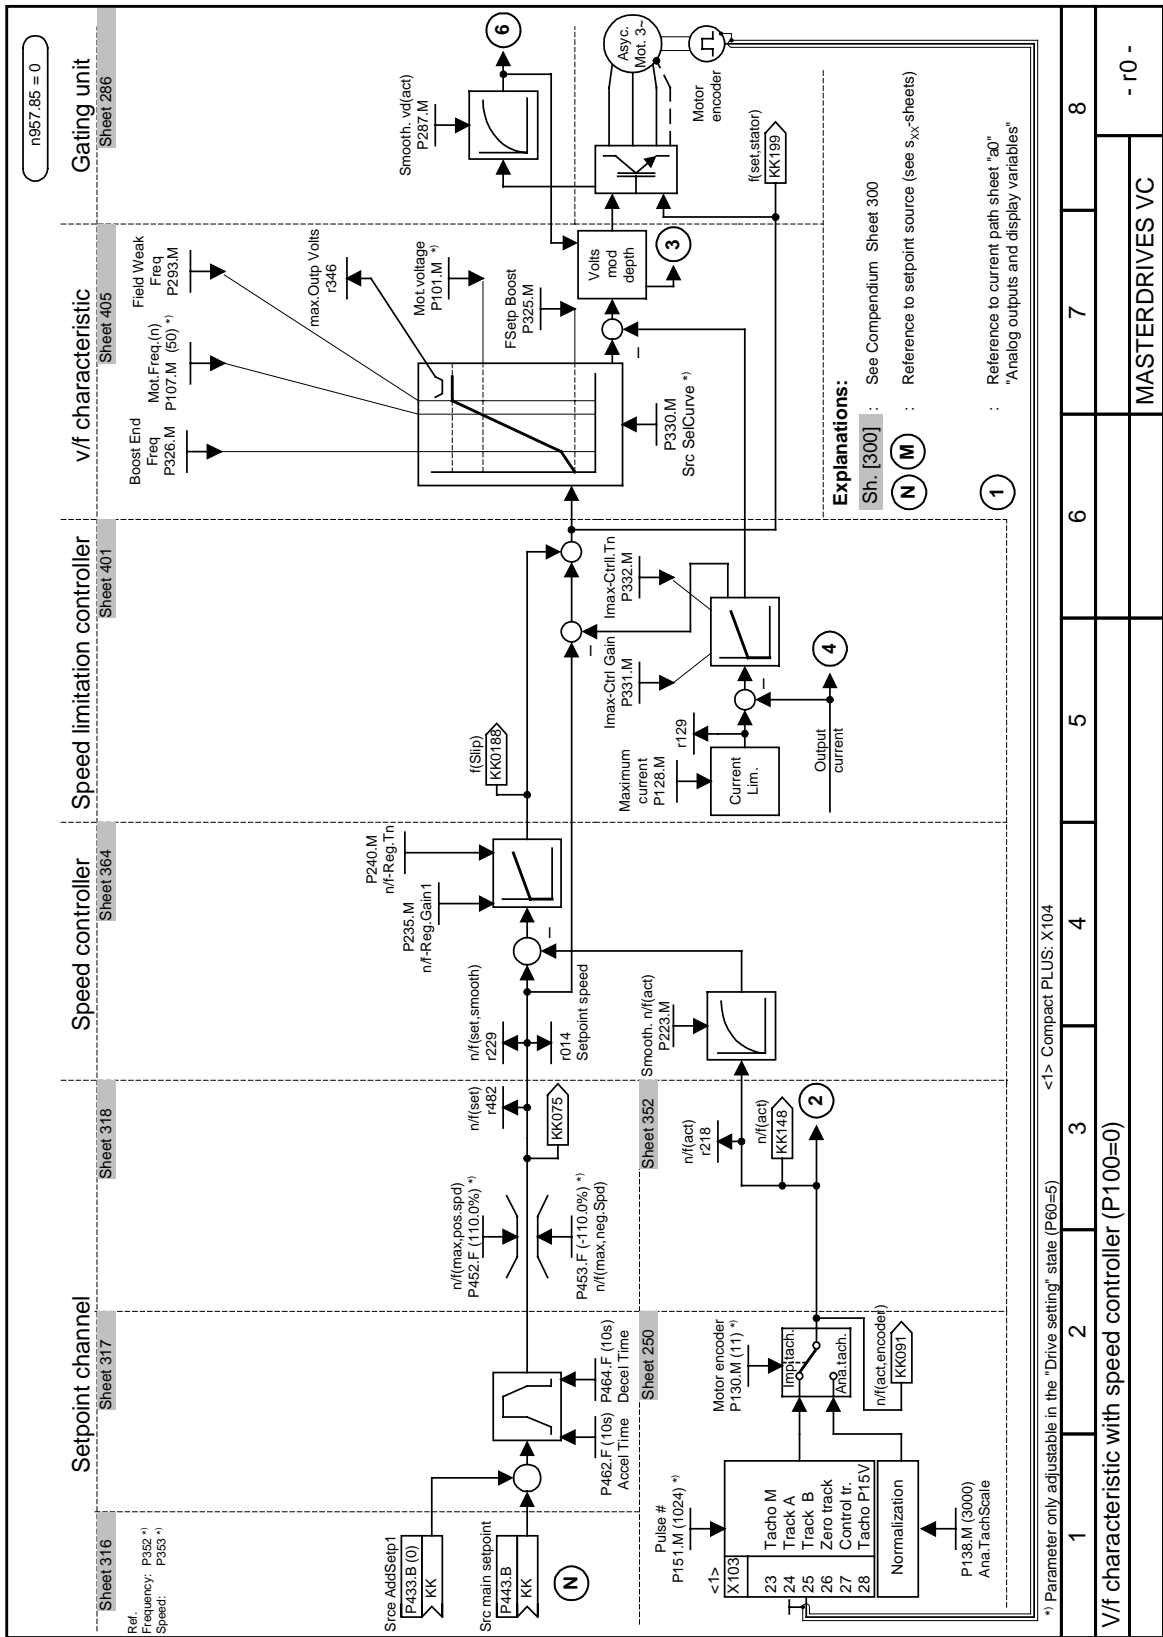 n957.85 = 0
Setpoint channel
Speed controller
Speed limitation controller
v/f characteristic
Gating unit
Sheet 316
Sheet 317
Sheet 318
Sheet 364
Sheet 401
Sheet 405
Sheet 286
Ref.
Frequency: P352 *)
Speed: P353 *)
Srce AddSetp1
P433.B (0)
KK
Src main setpoint
P443.B
KK
N
P462.F (10s)
Accel Time
P464.F (10s)
Decel Time
n/f(max,pos.spd)
P452.F (110.0%) *)
P453.F (-110.0%) *)
n/f(max,neg.Spd)
n/f(set)
r482
KK075
n/f(set,smooth)
r229
r014
Setpoint speed
P235.M
n/f-Reg.Gain1
P240.M
n/f-Reg.Tn
–
f(Slip)
KK0188
–
Maximum
current
P128.M
r129
Current
Lim.
–
Output
current
4
Imax-Ctrl Gain
P331.M
Imax-Ctrll.Tn
P332.M
Boost End
Freq
P326.M
Mot.Freq.(n)
P107.M (50) *)
Field Weak
Freq
P293.M
max.Outp Volts
r346
Mot.voltage
P101.M *)
FSetp Boost
P325.M
P330.M
Src SelCurve *)
–
Volts
mod
depth
3
Smooth. vd(act)
P287.M
6
Asyc.
Mot. 3~
Motor
encoder
f(set,stator)
KK199
Sheet 250
Sheet 352
Pulse #
P151.M (1024) *)
<1>
X103
23 Tacho M
24 Track A
25 Track B
26 Zero track
27 Control tr.
28 Tacho P15V
Normalization
P138.M (3000)
Ana.TachScale
Motor encoder
P130.M (11) *)
Imp.tach.
Ana.tach.
n/f(act,encoder)
KK091
n/f(act)
r218
n/f(act)
KK148
2
Smooth. n/f(act)
P223.M
Explanations:
Sh. [300] : See Compendium Sheet 300
N M : Reference to setpoint source (see sXX-sheets)
1 : Reference to current path sheet "a0"
"Analog outputs and display variables"
*) Parameter only adjustable in the "Drive setting" state (P60=5)
<1> Compact PLUS: X104
1 2 3 4 5 6 7 8
V/f characteristic with speed controller (P100=0)
MASTERDRIVES VC
- r0 -